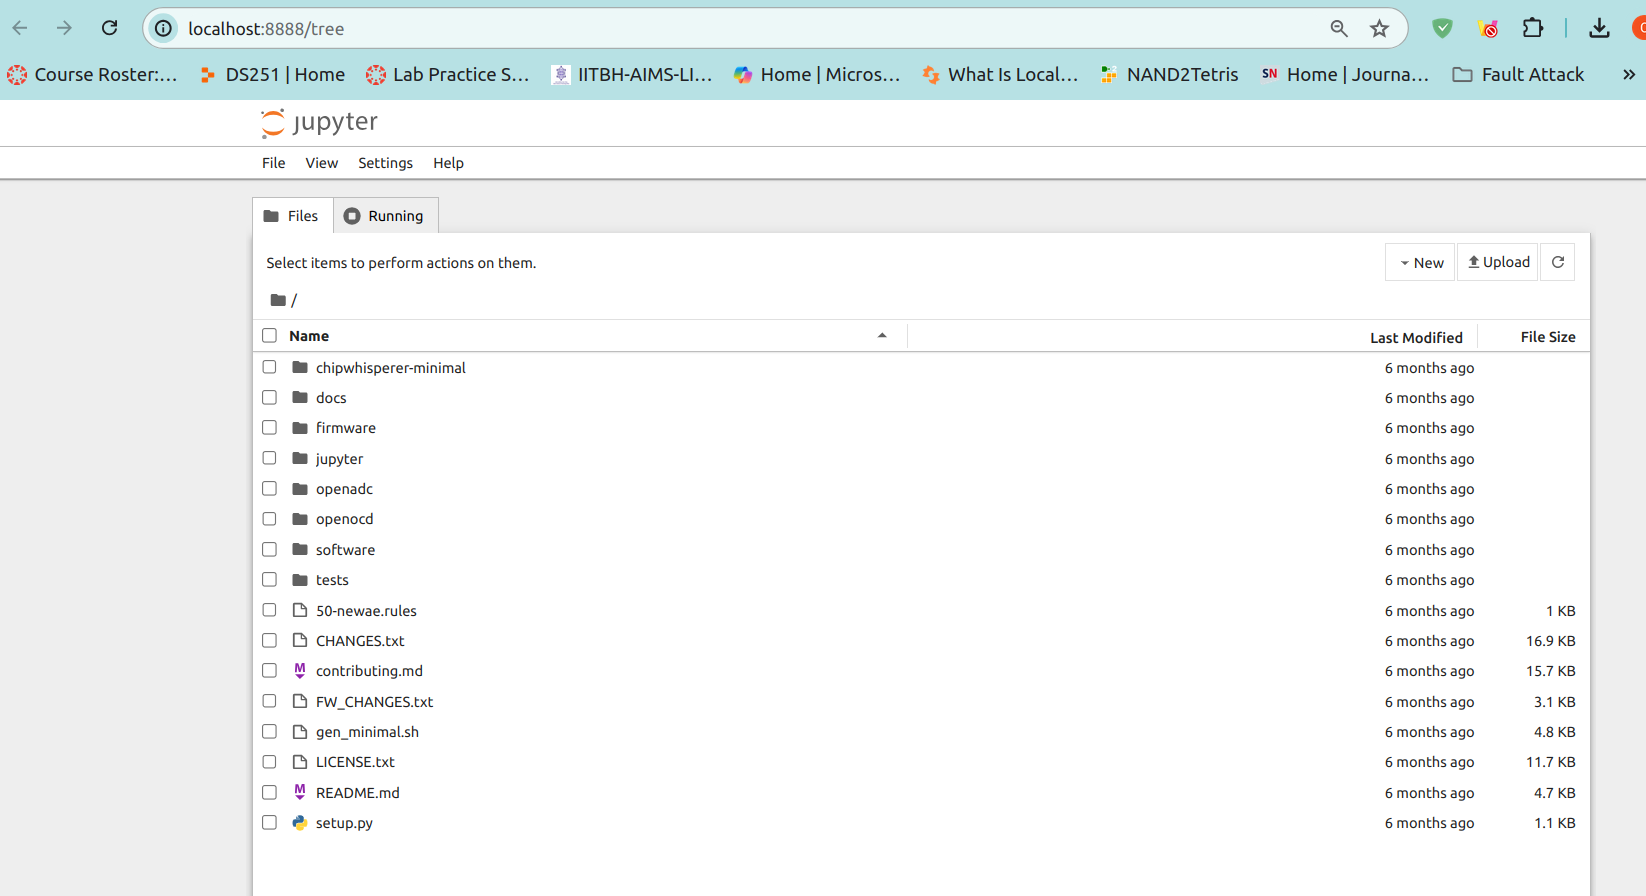 localhost:8888/tree
Course Roster:... DS251 | Home Lab Practice S... IITBH-AIMS-LI... Home | Micros... What Is Local... NAND2Tetris SN Home | Journa... Fault Attack »
jupyter
File View Settings Help
Files Running
Select items to perform actions on them. New Upload
/
Name Last Modified File Size
chipwhisperer-minimal 6 months ago
docs 6 months ago
firmware 6 months ago
jupyter 6 months ago
openadc 6 months ago
openocd 6 months ago
software 6 months ago
tests 6 months ago
50-newae.rules 6 months ago 1 KB
CHANGES.txt 6 months ago 16.9 KB
contributing.md 6 months ago 15.7 KB
FW_CHANGES.txt 6 months ago 3.1 KB
gen_minimal.sh 6 months ago 4.8 KB
LICENSE.txt 6 months ago 11.7 KB
README.md 6 months ago 4.7 KB
setup.py 6 months ago 1.1 KB